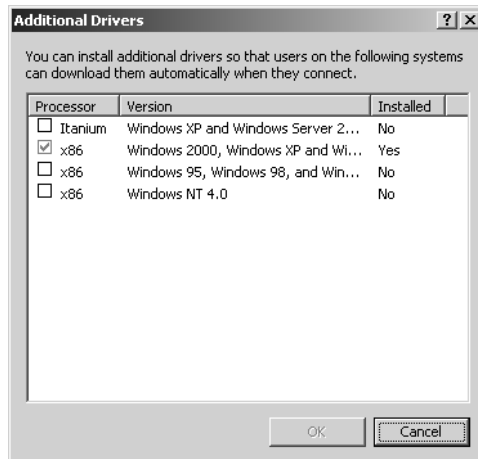 Additional Drivers
You can install additional drivers so that users on the following systems
can download them automatically when they connect.
Processor Version Installed
Itanium Windows XP and Windows Server 2... No
x86 Windows 2000, Windows XP and Wi... Yes
x86 Windows 95, Windows 98, and Win... No
x86 Windows NT 4.0 No
OK Cancel